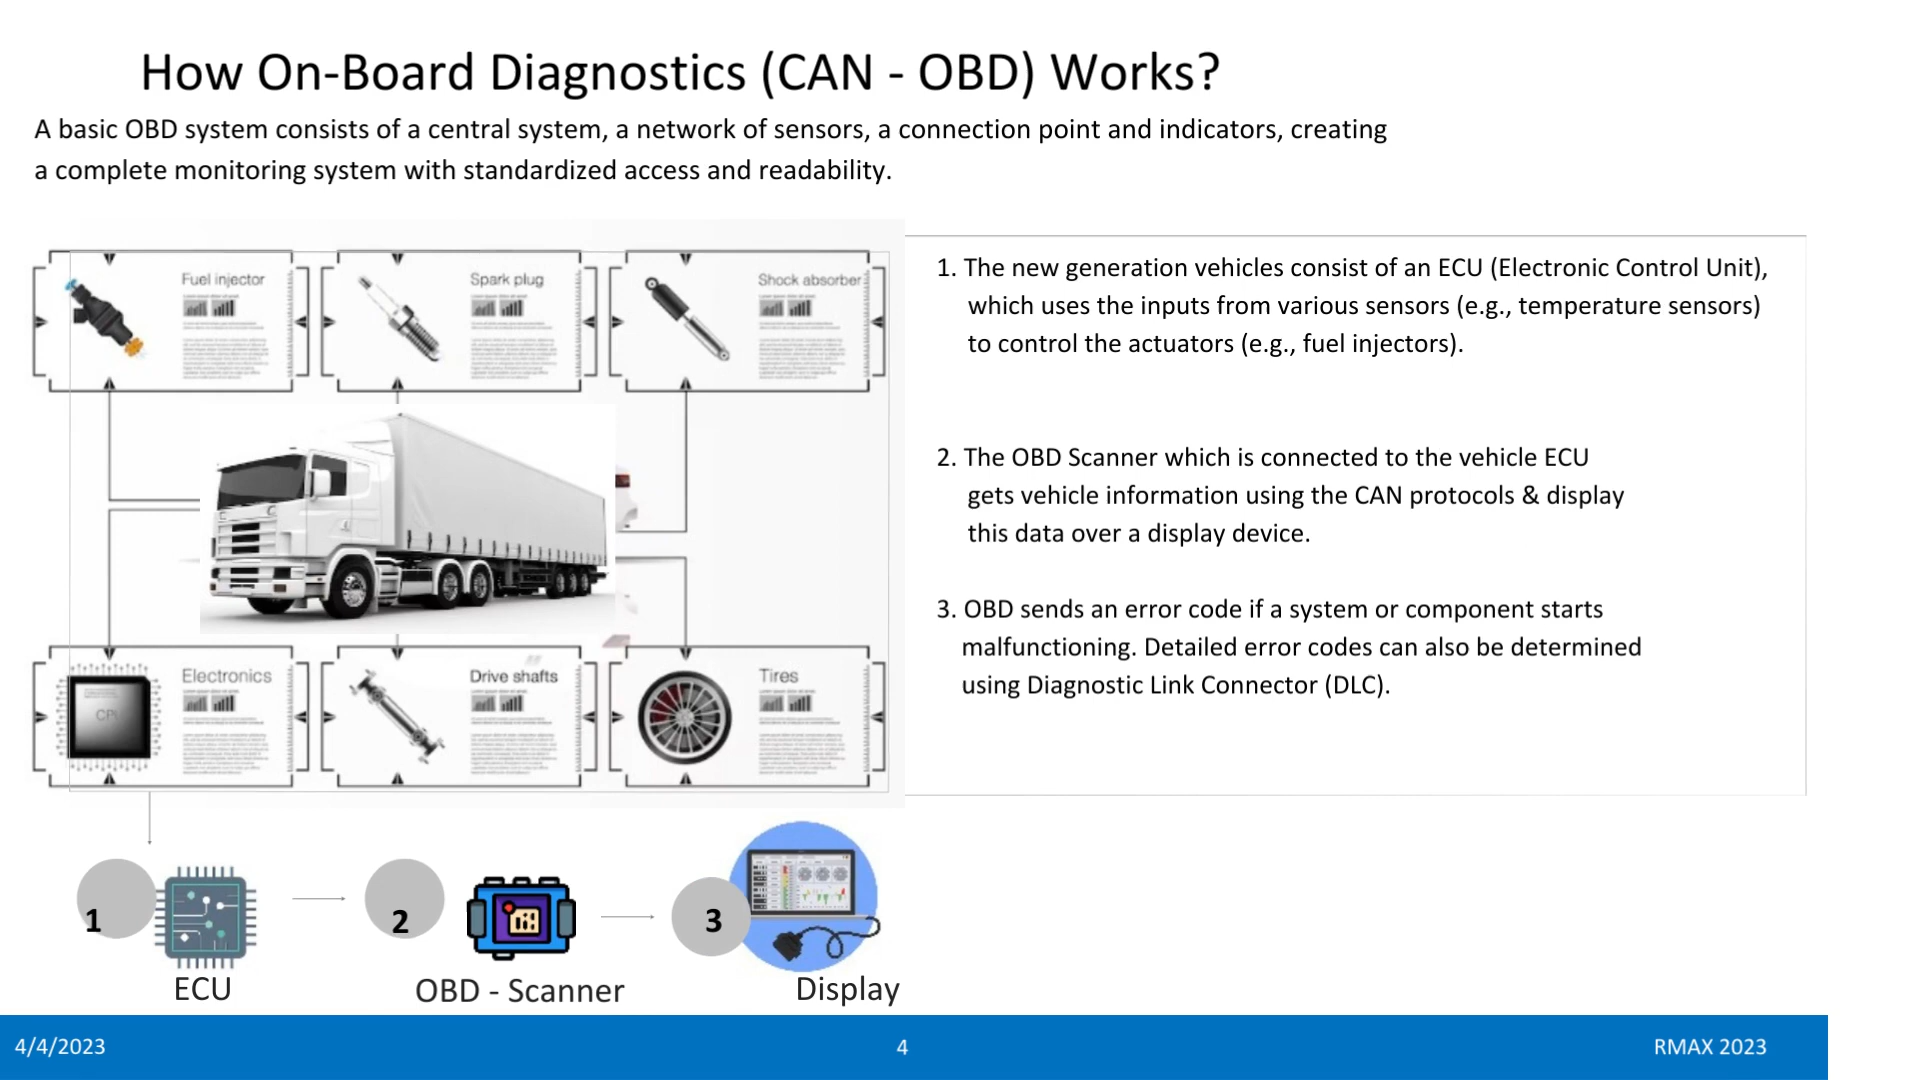 How On-Board Diagnostics (CAN - OBD) Works?
A basic OBD system consists of a central system, a network of sensors, a connection point and indicators, creating
a complete monitoring system with standardized access and readability.
Fuel injector
Spark plug
Shock absorber
Electronics
CPU
Drive shafts
Tires
1. The new generation vehicles consist of an ECU (Electronic Control Unit),
which uses the inputs from various sensors (e.g., temperature sensors)
to control the actuators (e.g., fuel injectors).
2. The OBD Scanner which is connected to the vehicle ECU
gets vehicle information using the CAN protocols & display
this data over a display device.
3. OBD sends an error code if a system or component starts
malfunctioning. Detailed error codes can also be determined
using Diagnostic Link Connector (DLC).
1
2
3
ECU
OBD - Scanner
Display
4/4/2023
4
RMAX 2023